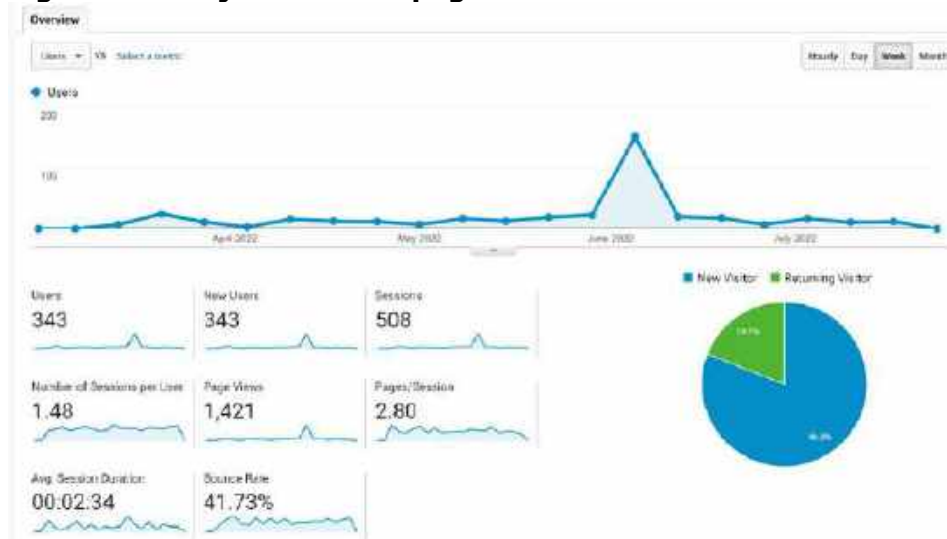 Overview
Users VS Select a metric
Hourly Day Week Month
Users
200
100
April 2022 May 2022 June 2022 July 2022
New Visitor Returning Visitor
Users New Users Sessions
343 343 508
Number of Sessions per User Page Views Pages/Session
1.48 1,421 2.80
Avg. Session Duration Bounce Rate
00:02:34 41.73%